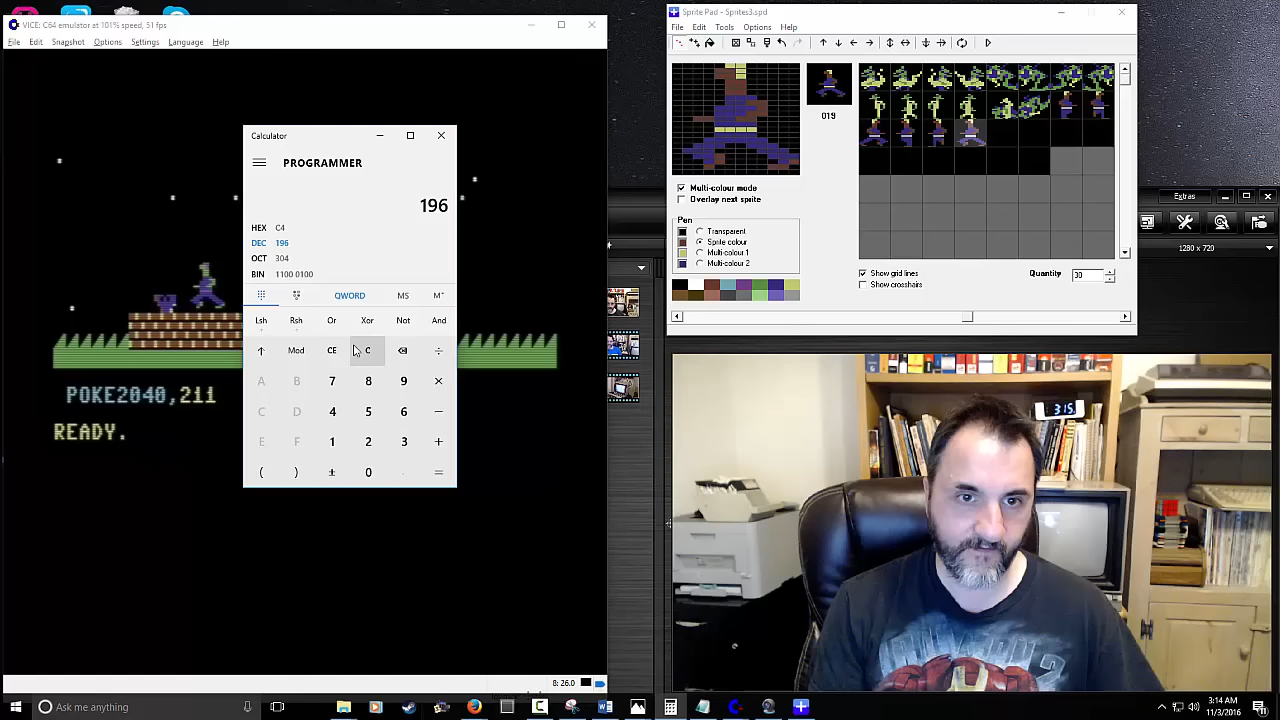 VICE: C64 emulator at 101% speed, 51 fps
File Edit Snapshot Options Settings Language Help
POKE2040,211
READY.
8: 26.0
Calculator
PROGRAMMER
196
HEX C4
DEC 196
OCT 304
BIN 1100 0100
QWORD MS M
Lsh Rsh Or Xor Not And
Mod CE C ÷
A B 7 8 9 ×
C D 4 5 6 −
E F 1 2 3 +
( ) ± 0 . =
Sprite Pad - Sprites3.spd
File Edit Tools Options Help
019
Multi-colour mode
Overlay next sprite
Pen
Transparent
Sprite colour
Multi-colour 1
Multi-colour 2
Show grid lines
Show crosshairs
Quantity 30
Extras
1280 x 720
3:15
Ask me anything
3:14 AM
11/3/2016